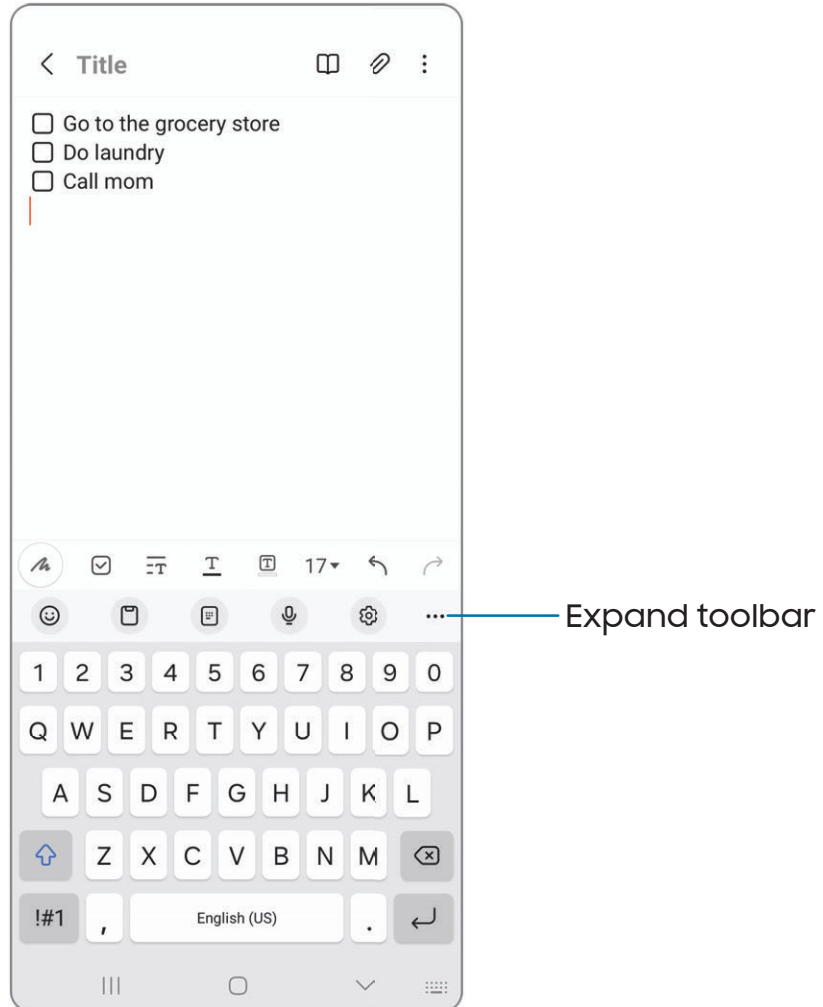 Title
Go to the grocery store
Do laundry
Call mom
T T T 17
Expand toolbar
1 2 3 4 5 6 7 8 9 0
Q W E R T Y U I O P
A S D F G H J K L
Z X C V B N M
!#1 , English (US) .